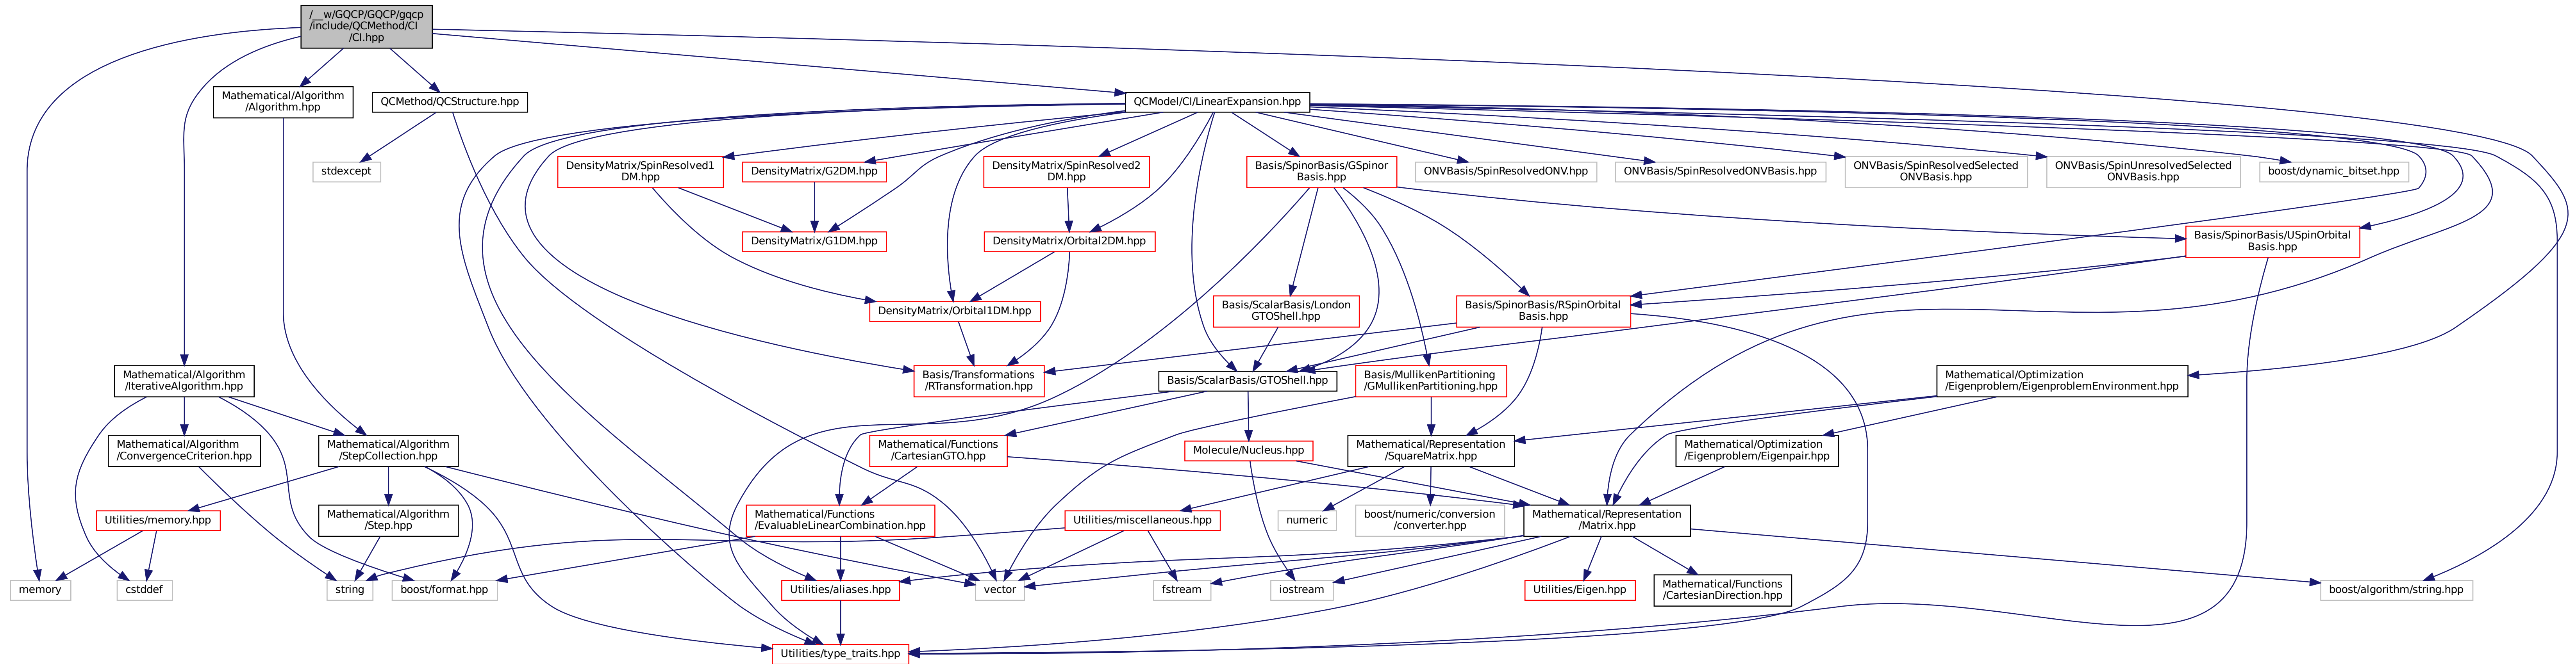 /__w/GQCP/GQCP/gqcp
/include/QCMethod/CI
/CI.hpp
Mathematical/Algorithm
/Algorithm.hpp
QCMethod/QCStructure.hpp
QCModel/CI/LinearExpansion.hpp
stdexcept
DensityMatrix/SpinResolved1
DM.hpp
DensityMatrix/G2DM.hpp
DensityMatrix/SpinResolved2
DM.hpp
Basis/SpinorBasis/GSpinor
Basis.hpp
ONVBasis/SpinResolvedONV.hpp
ONVBasis/SpinResolvedONVBasis.hpp
ONVBasis/SpinResolvedSelected
ONVBasis.hpp
ONVBasis/SpinUnresolvedSelected
ONVBasis.hpp
boost/dynamic_bitset.hpp
DensityMatrix/G1DM.hpp
DensityMatrix/Orbital2DM.hpp
Basis/SpinorBasis/USpinOrbital
Basis.hpp
DensityMatrix/Orbital1DM.hpp
Basis/ScalarBasis/London
GTOShell.hpp
Basis/SpinorBasis/RSpinOrbital
Basis.hpp
Mathematical/Algorithm
/IterativeAlgorithm.hpp
Basis/Transformations
/RTransformation.hpp
Basis/ScalarBasis/GTOShell.hpp
Basis/MullikenPartitioning
/GMullikenPartitioning.hpp
Mathematical/Optimization
/Eigenproblem/EigenproblemEnvironment.hpp
Mathematical/Algorithm
/ConvergenceCriterion.hpp
Mathematical/Algorithm
/StepCollection.hpp
Mathematical/Functions
/CartesianGTO.hpp
Molecule/Nucleus.hpp
Mathematical/Representation
/SquareMatrix.hpp
Mathematical/Optimization
/Eigenproblem/Eigenpair.hpp
Utilities/memory.hpp
Mathematical/Algorithm
/Step.hpp
Mathematical/Functions
/EvaluableLinearCombination.hpp
Utilities/miscellaneous.hpp
numeric
boost/numeric/conversion
/converter.hpp
Mathematical/Representation
/Matrix.hpp
memory
cstddef
string
boost/format.hpp
Utilities/aliases.hpp
vector
fstream
iostream
Utilities/Eigen.hpp
Mathematical/Functions
/CartesianDirection.hpp
boost/algorithm/string.hpp
Utilities/type_traits.hpp